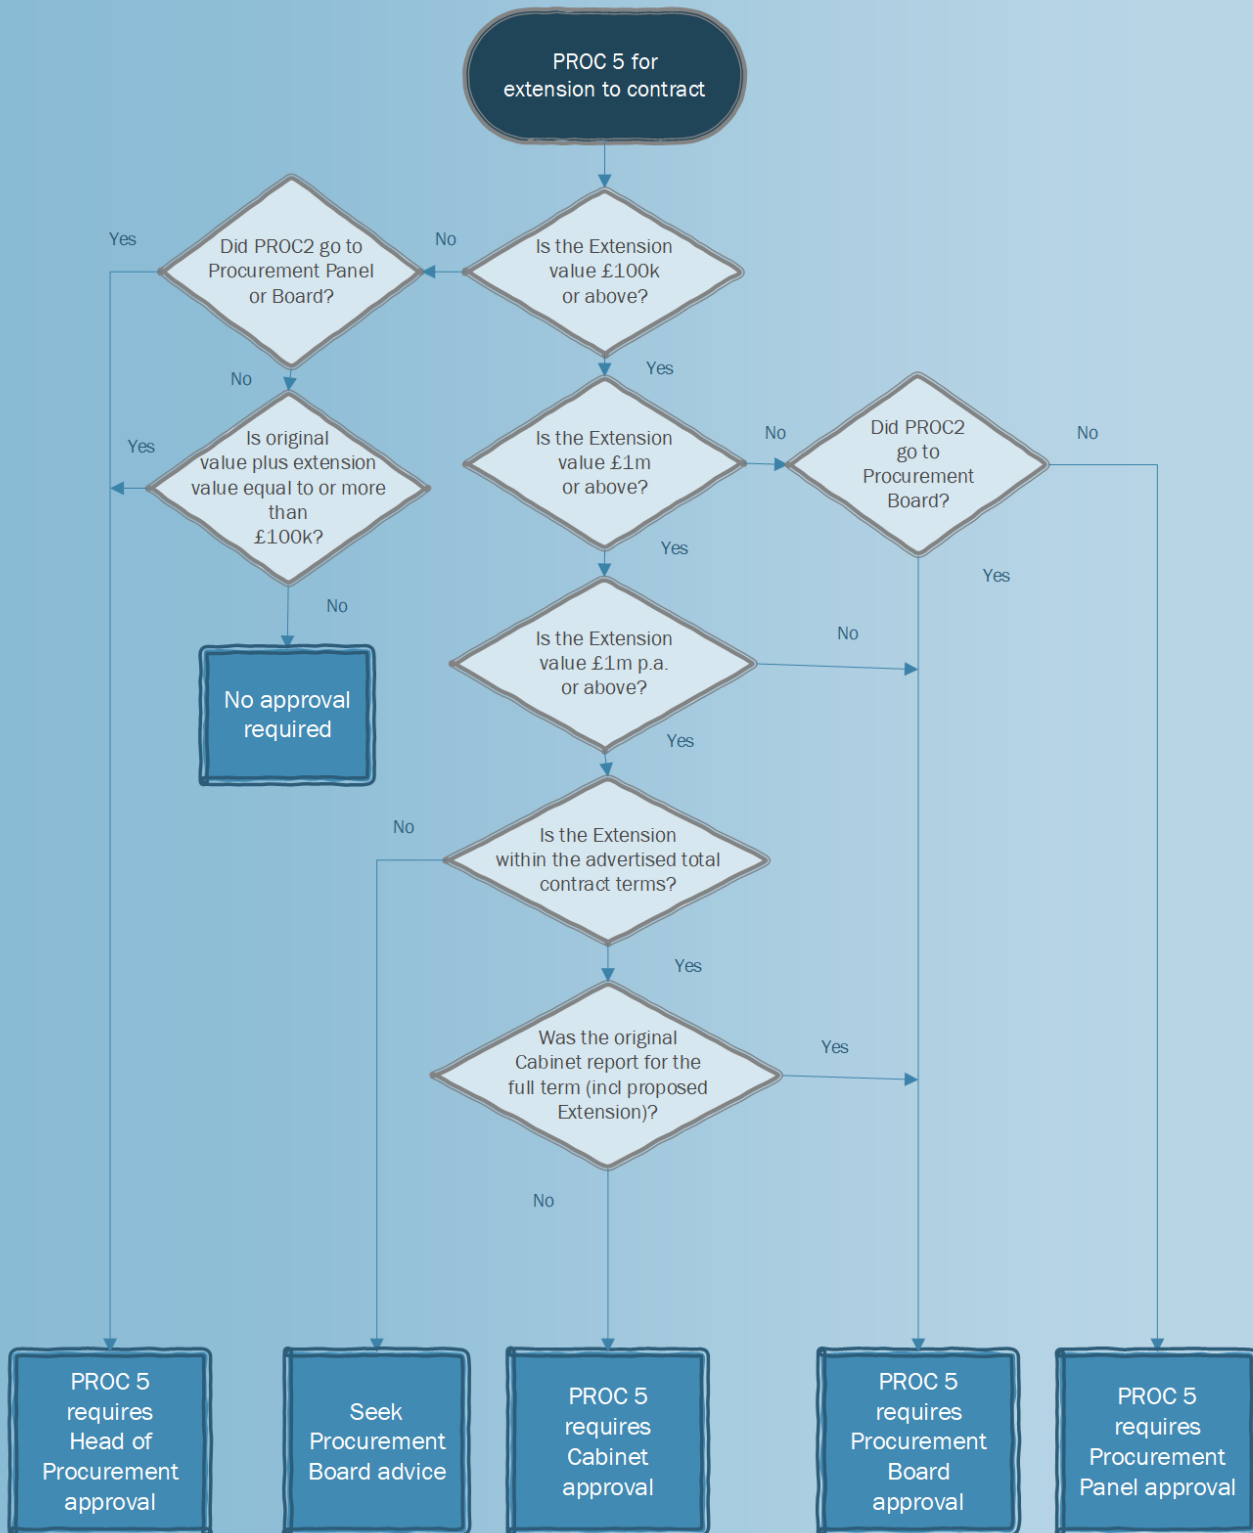 PROC 5 for
extension to contract
Yes
Did PROC2 go to
Procurement Panel
or Board?
No
Is the Extension
value £100k
or above?
No
Yes
Yes
Is original
value plus extension
value equal to or more
than
£100k?
Is the Extension
value £1m
or above?
No
Did PROC2
go to
Procurement
Board?
No
Yes
Yes
No
No approval
required
Is the Extension
value £1m p.a.
or above?
No
Yes
No
Is the Extension
within the advertised total
contract terms?
Yes
Was the original
Cabinet report for the
full term (incl proposed
Extension)?
Yes
No
PROC 5
requires
Head of
Procurement
approval
Seek
Procurement
Board advice
PROC 5
requires
Cabinet
approval
PROC 5
requires
Procurement
Board
approval
PROC 5
requires
Procurement
Panel approval